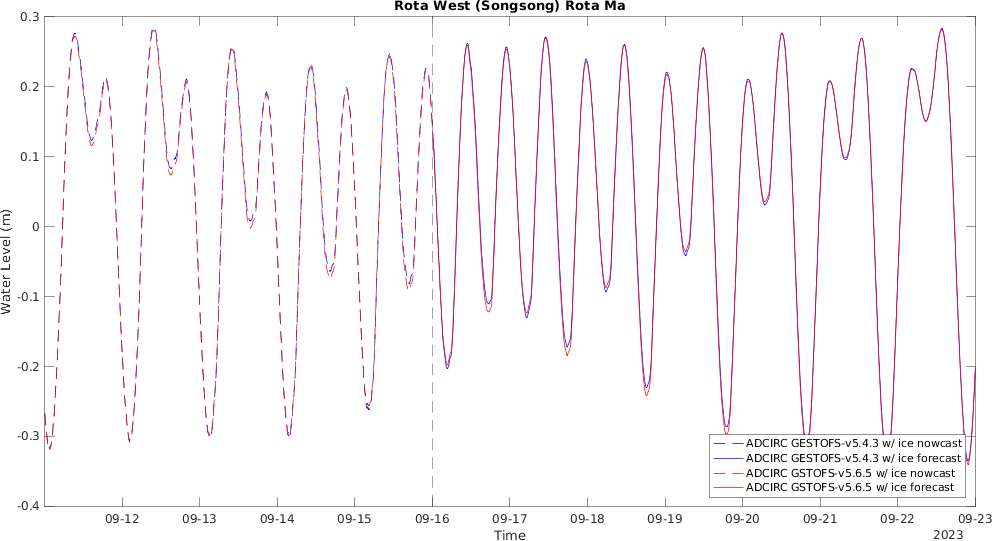 Rota West (Songsong) Rota Ma
0.3
0.2
0.1
0
-0.1
-0.2
-0.3
-0.4
Water Level (m)
ADCIRC GESTOFS-v5.4.3 w/ ice nowcast
ADCIRC GESTOFS-v5.4.3 w/ ice forecast
ADCIRC GSTOFS-v5.6.5 w/ ice nowcast
ADCIRC GSTOFS-v5.6.5 w/ ice forecast
09-12 09-13 09-14 09-15 09-16 09-17 09-18 09-19 09-20 09-21 09-22 09-23
Time
2023